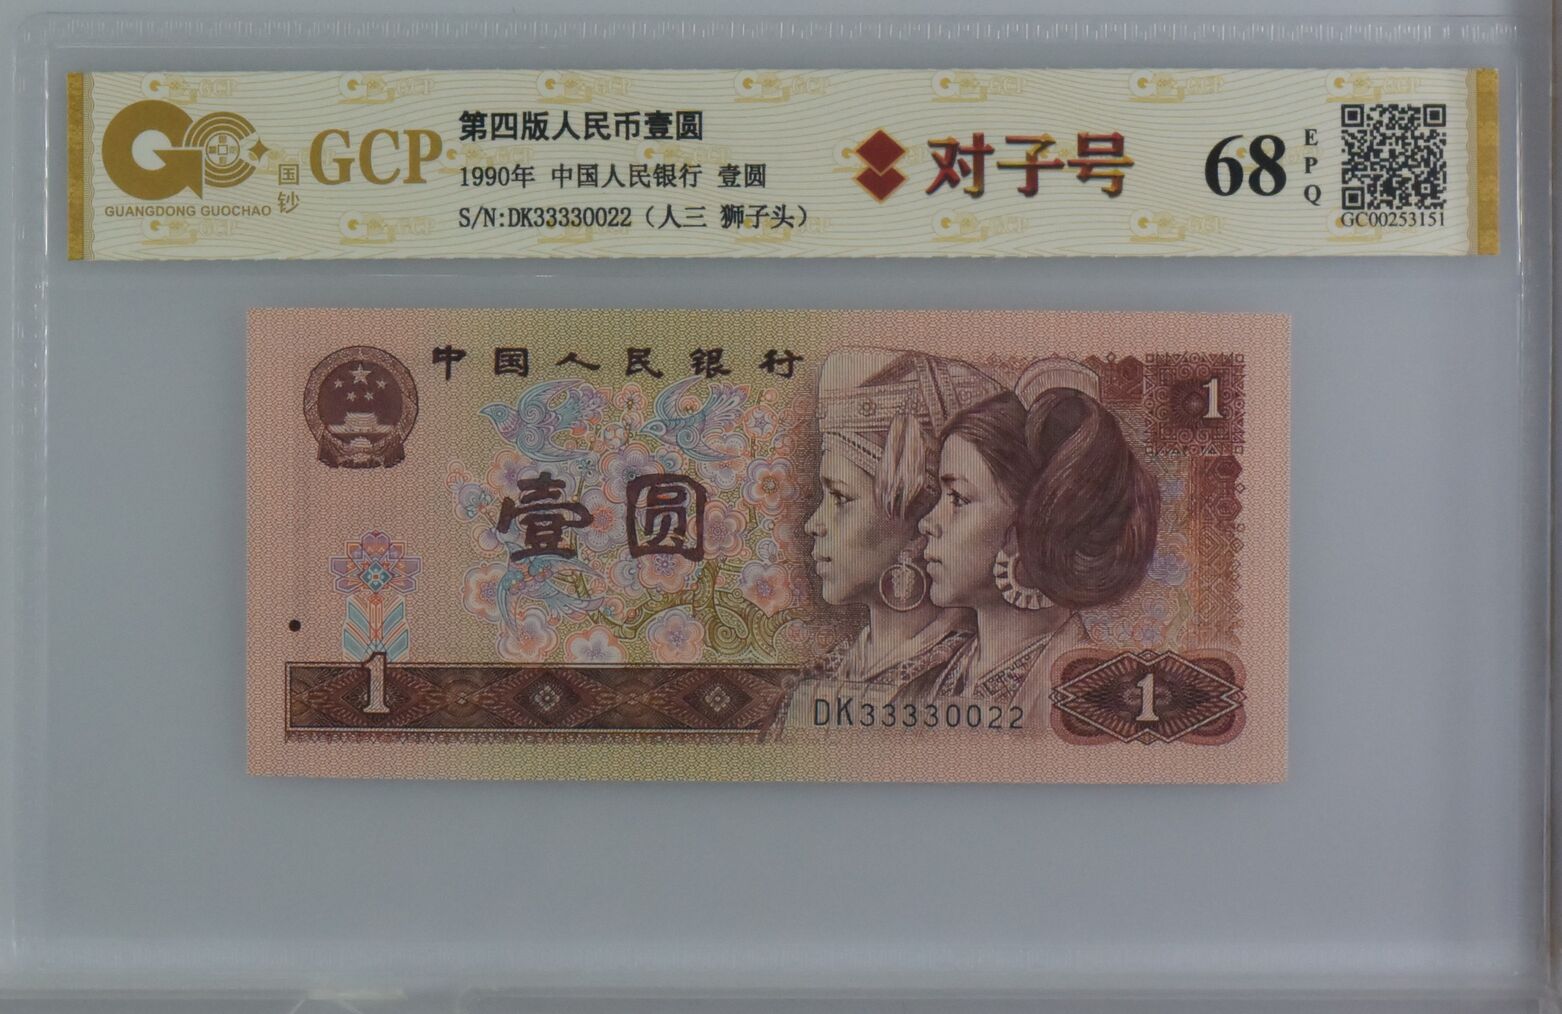 GCP
国钞
GUANGDONG GUOCHAO
第四版人民币壹圆
1990年 中国人民银行 壹圆
S/N:DK33330022（人三 狮子头）
对子号
68
EPQ
GC00253151
中国人民银行
1
壹圆
1
DK33330022
1